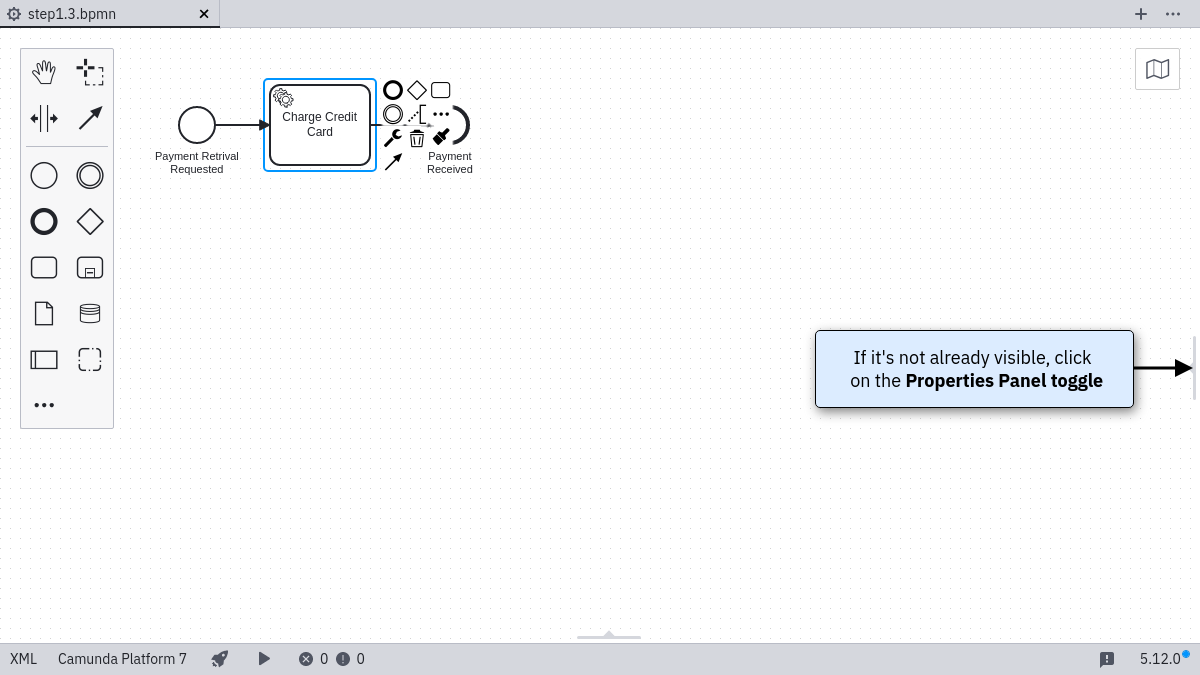 step1.3.bpmn
Charge Credit
Card
Payment Retrival
Requested
Payment
Received
If it's not already visible, click
on the Properties Panel toggle
XML Camunda Platform 7 0 0 5.12.0